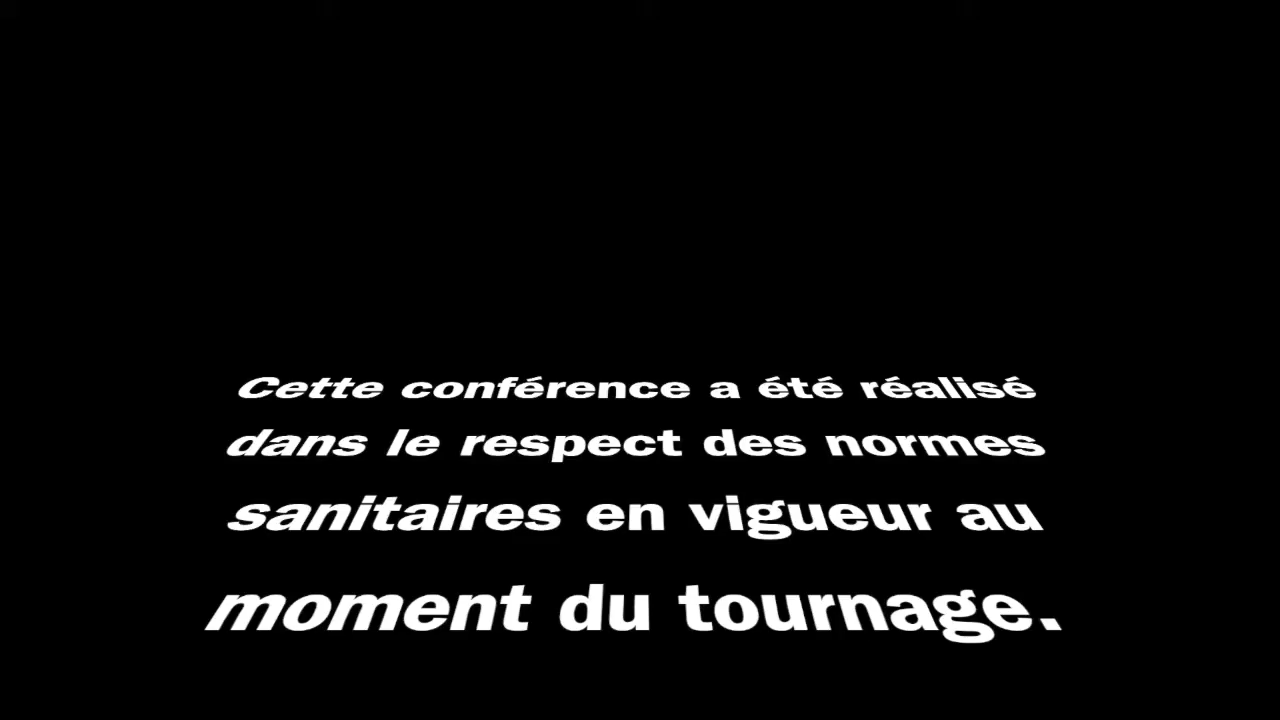 Cette conférence a été réalisé
dans le respect des normes
sanitaires en vigueur au
moment du tournage.